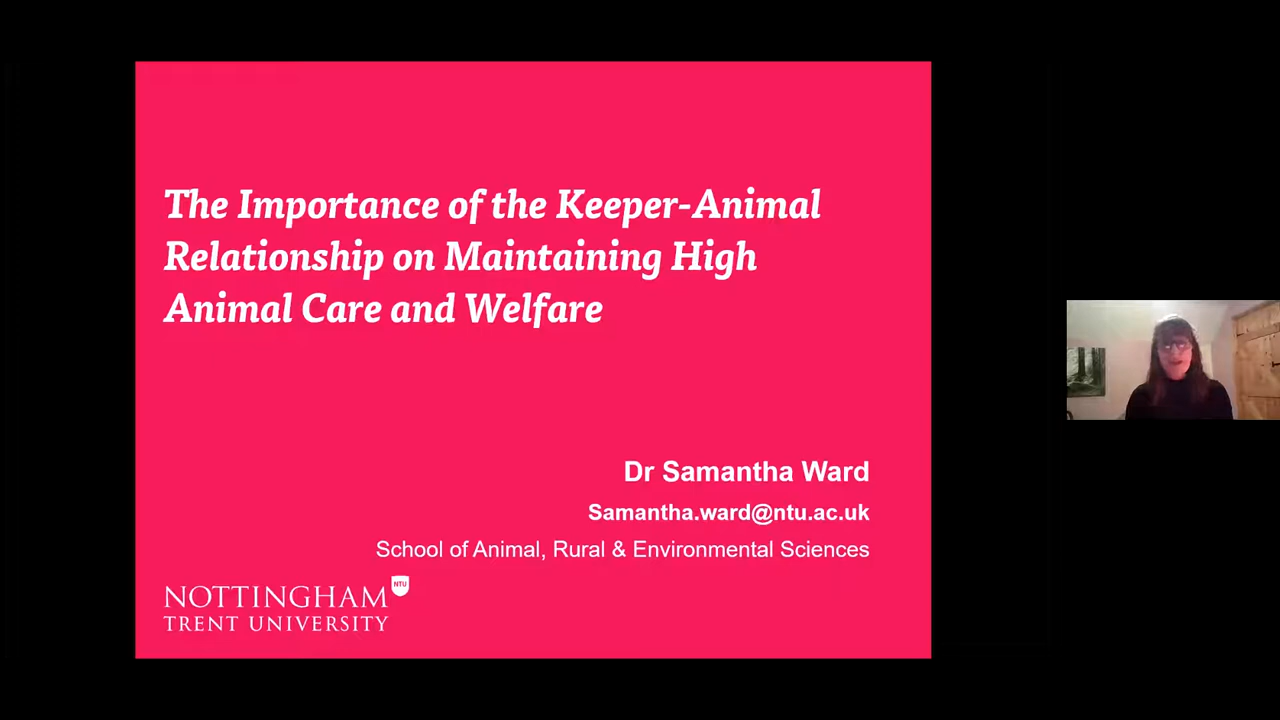 The Importance of the Keeper-Animal
Relationship on Maintaining High
Animal Care and Welfare
Dr Samantha Ward
Samantha.ward@ntu.ac.uk
School of Animal, Rural & Environmental Sciences
NTU
NOTTINGHAM
TRENT UNIVERSITY